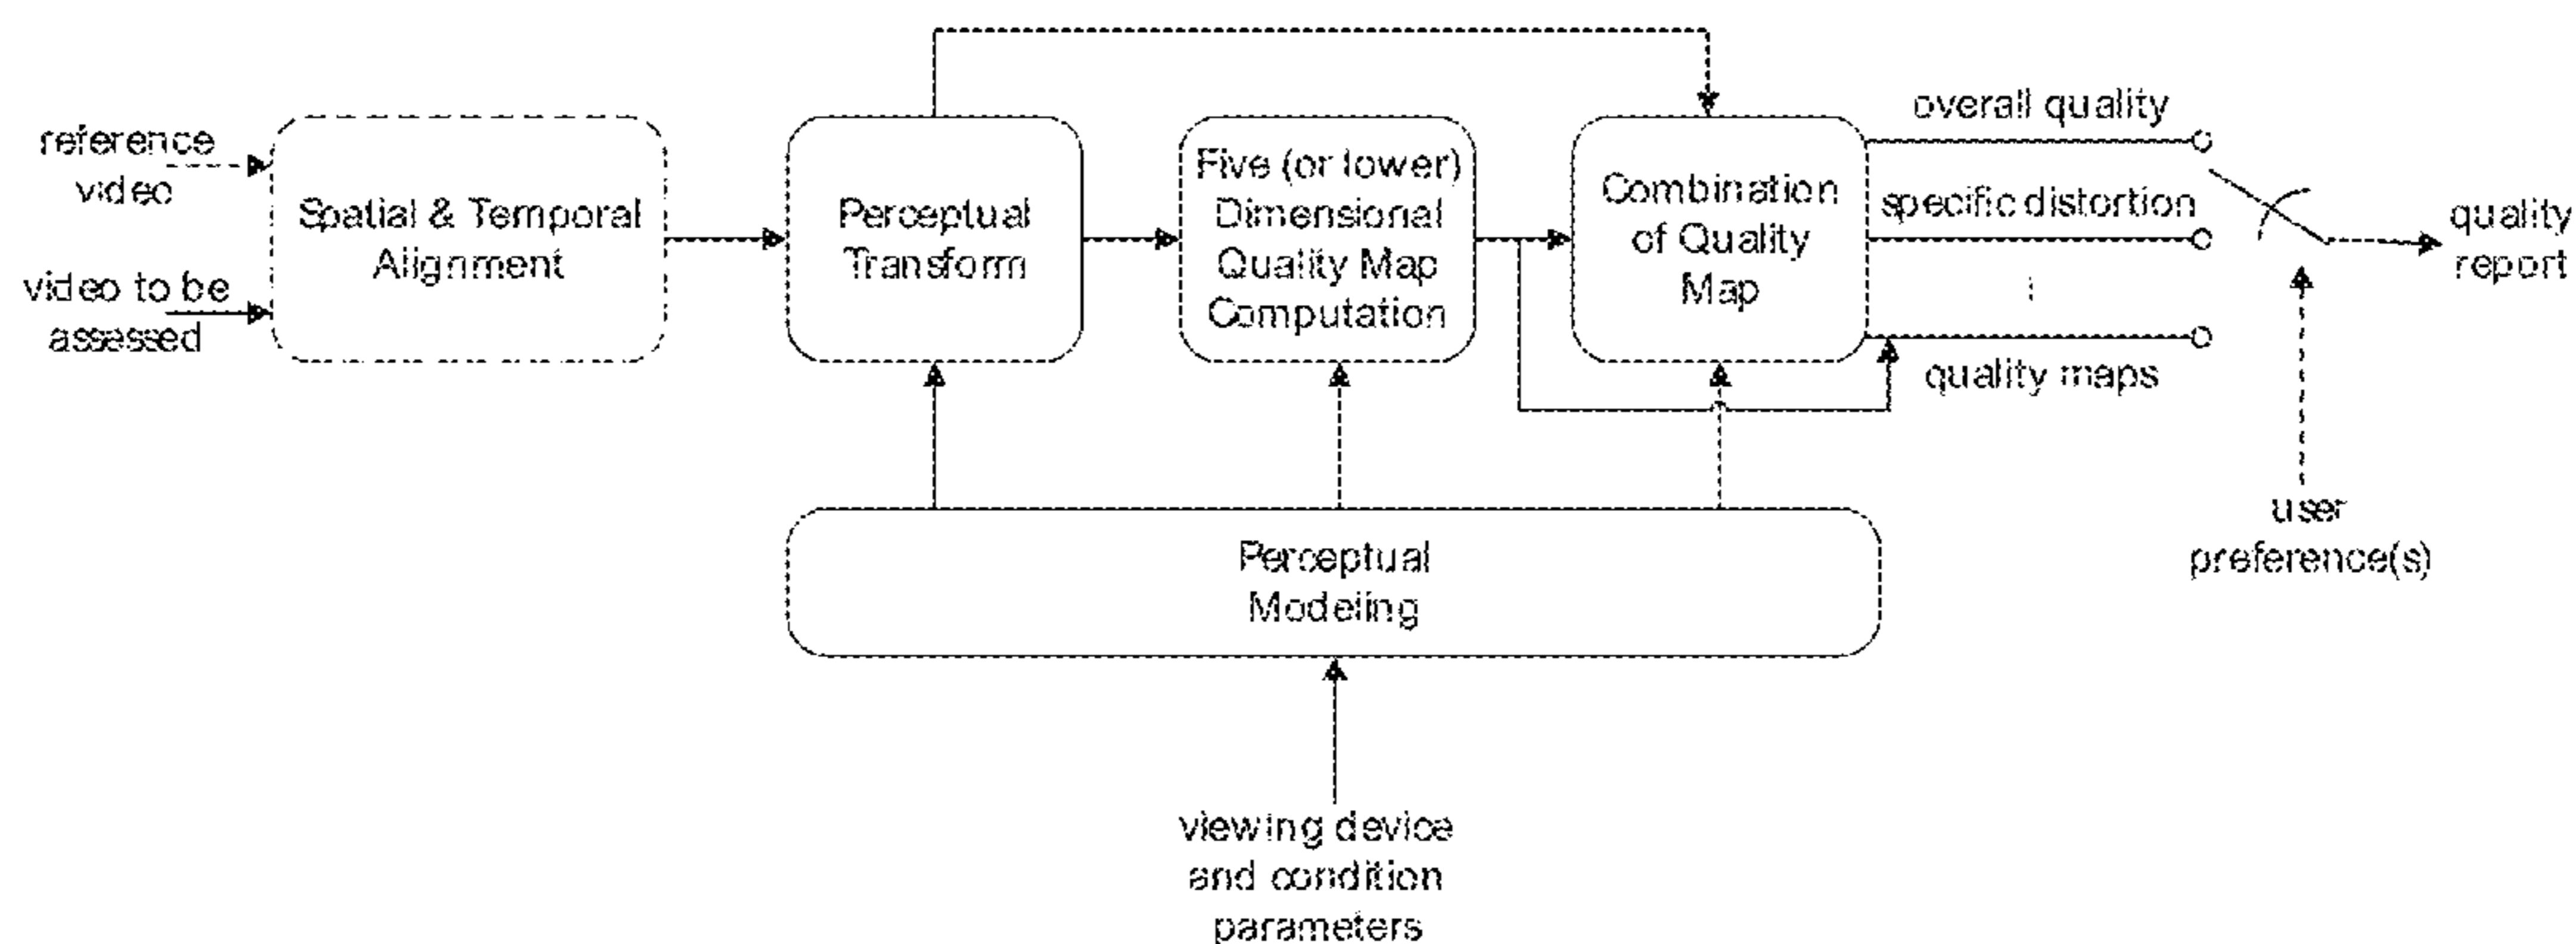 reference
video
video to be
assessed
Spatial & Temporal
Alignment
Perceptual
Transform
Five (or lower)
Dimensional
Quality Map
Computation
Combination
of Quality
Map
overall quality
specific distortion
quality maps
quality
report
user
preference(s)
Perceptual
Modeling
viewing device
and condition
parameters